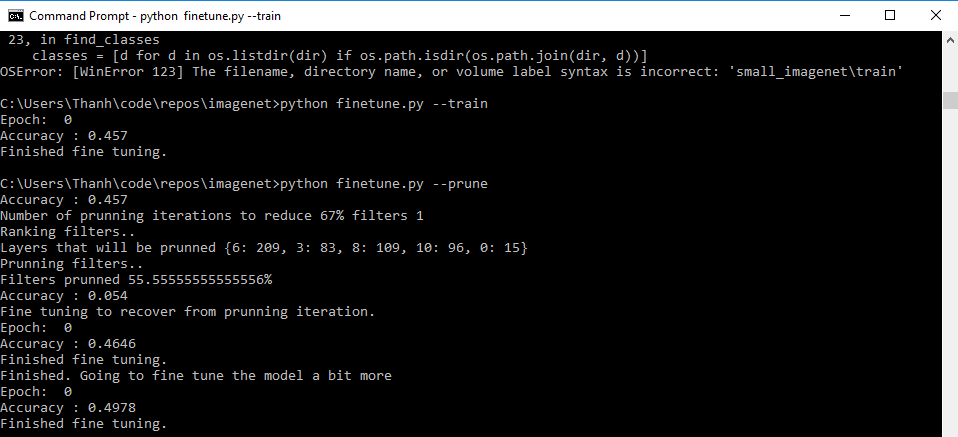 Command Prompt - python finetune.py --train
23, in find_classes
classes = [d for d in os.listdir(dir) if os.path.isdir(os.path.join(dir, d))]
OSError: [WinError 123] The filename, directory name, or volume label syntax is incorrect: 'small_imagenet\train'
C:\Users\Thanh\code\repos\imagenet>python finetune.py --train
Epoch:  0
Accuracy : 0.457
Finished fine tuning.
C:\Users\Thanh\code\repos\imagenet>python finetune.py --prune
Accuracy : 0.457
Number of prunning iterations to reduce 67% filters 1
Ranking filters..
Layers that will be prunned {6: 209, 3: 83, 8: 109, 10: 96, 0: 15}
Prunning filters..
Filters prunned 55.55555555555556%
Accuracy : 0.054
Fine tuning to recover from prunning iteration.
Epoch:  0
Accuracy : 0.4646
Finished fine tuning.
Finished. Going to fine tune the model a bit more
Epoch:  0
Accuracy : 0.4978
Finished fine tuning.